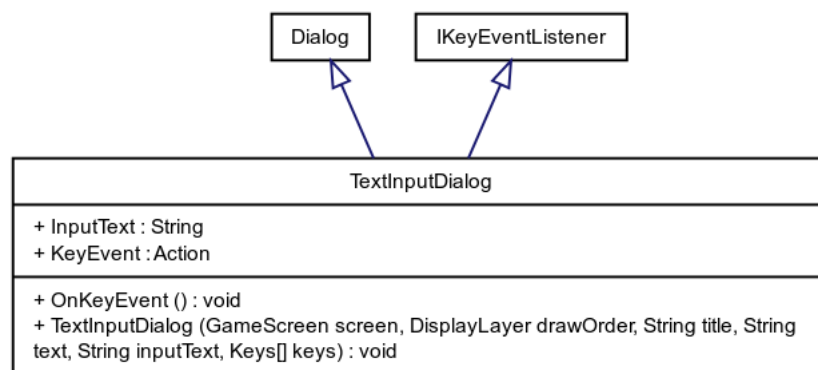 Dialog
IKeyEventListener
TextInputDialog
+ InputText : String
+ KeyEvent : Action
+ OnKeyEvent () : void
+ TextInputDialog (GameScreen screen, DisplayLayer drawOrder, String title, String
text, String inputText, Keys[] keys) : void